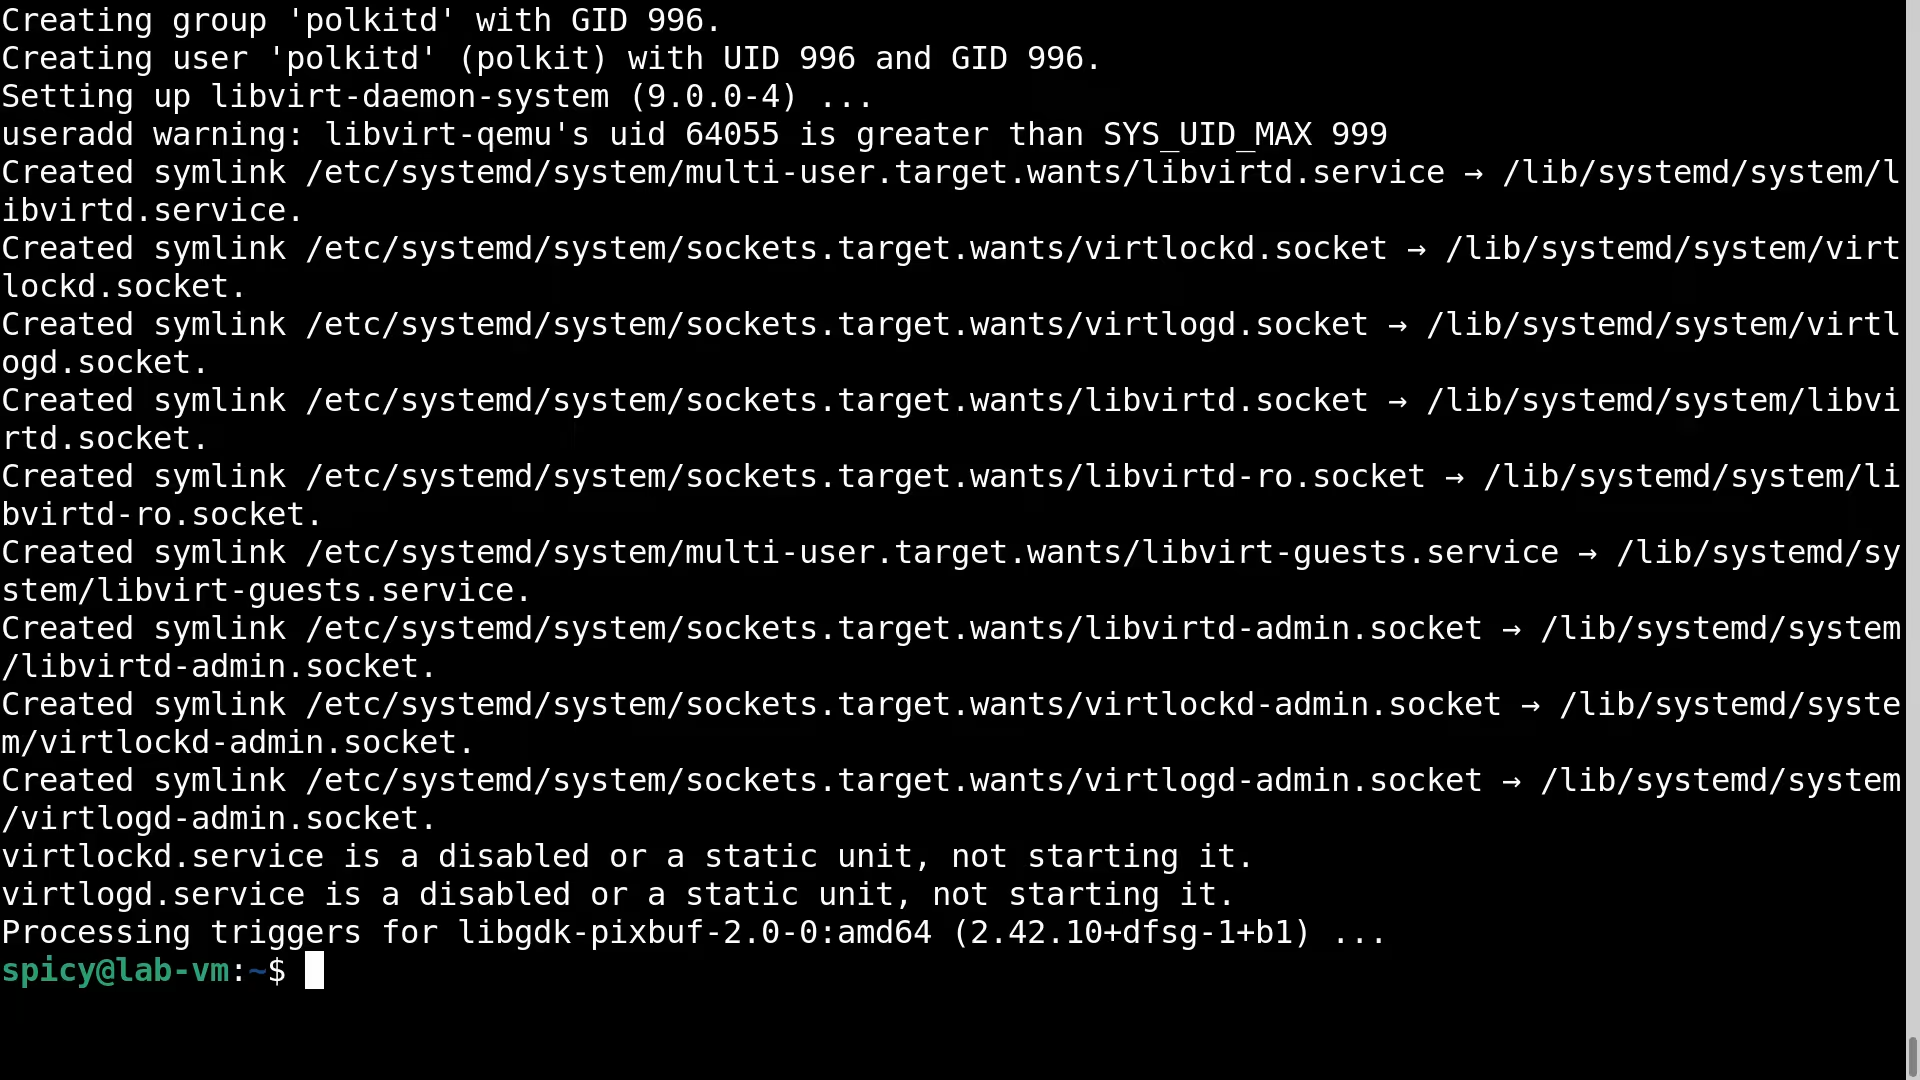 Creating group 'polkitd' with GID 996.
Creating user 'polkitd' (polkit) with UID 996 and GID 996.
Setting up libvirt-daemon-system (9.0.0-4) ...
useradd warning: libvirt-qemu's uid 64055 is greater than SYS_UID_MAX 999
Created symlink /etc/systemd/system/multi-user.target.wants/libvirtd.service → /lib/systemd/system/l
ibvirtd.service.
Created symlink /etc/systemd/system/sockets.target.wants/virtlockd.socket → /lib/systemd/system/virt
lockd.socket.
Created symlink /etc/systemd/system/sockets.target.wants/virtlogd.socket → /lib/systemd/system/virtl
ogd.socket.
Created symlink /etc/systemd/system/sockets.target.wants/libvirtd.socket → /lib/systemd/system/libvi
rtd.socket.
Created symlink /etc/systemd/system/sockets.target.wants/libvirtd-ro.socket → /lib/systemd/system/li
bvirtd-ro.socket.
Created symlink /etc/systemd/system/multi-user.target.wants/libvirt-guests.service → /lib/systemd/sy
stem/libvirt-guests.service.
Created symlink /etc/systemd/system/sockets.target.wants/libvirtd-admin.socket → /lib/systemd/system
/libvirtd-admin.socket.
Created symlink /etc/systemd/system/sockets.target.wants/virtlockd-admin.socket → /lib/systemd/syste
m/virtlockd-admin.socket.
Created symlink /etc/systemd/system/sockets.target.wants/virtlogd-admin.socket → /lib/systemd/system
/virtlogd-admin.socket.
virtlockd.service is a disabled or a static unit, not starting it.
virtlogd.service is a disabled or a static unit, not starting it.
Processing triggers for libgdk-pixbuf-2.0-0:amd64 (2.42.10+dfsg-1+b1) ...
spicy@lab-vm:~$